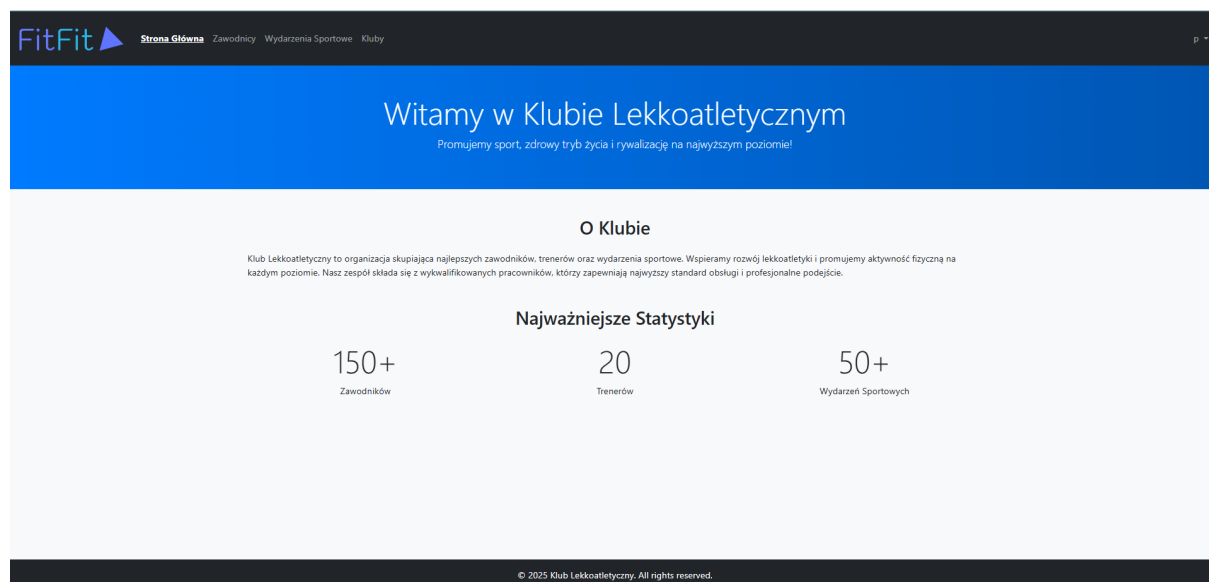 FitFit
Strona Główna Zawodnicy Wydarzenia Sportowe Kluby p
Witamy w Klubie Lekkoatletycznym
Promujemy sport, zdrowy tryb życia i rywalizację na najwyższym poziomie!
O Klubie
Klub Lekkoatletyczny to organizacja skupiająca najlepszych zawodników, trenerów oraz wydarzenia sportowe. Wspieramy rozwój lekkoatletyki i promujemy aktywność fizyczną na
każdym poziomie. Nasz zespół składa się z wykwalifikowanych pracowników, którzy zapewniają najwyższy standard obsługi i profesjonalne podejście.
Najważniejsze Statystyki
150+ 20 50+
Zawodników Trenerów Wydarzeń Sportowych
© 2025 Klub Lekkoatletyczny. All rights reserved.